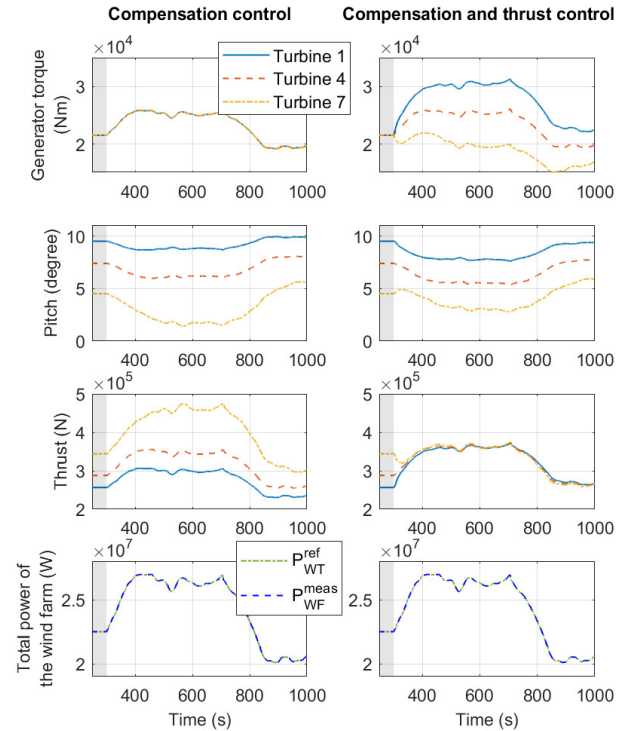 Compensation control
Compensation and thrust control
×10⁴
Turbine 1
Turbine 4
Turbine 7
Generator torque
(Nm)
3
2
400 600 800 1000
×10⁴
3
2
400 600 800 1000
Pitch (degree)
10
5
0
400 600 800 1000
10
5
0
400 600 800 1000
Thrust (N)
×10⁵
5
4
3
2
400 600 800 1000
×10⁵
5
4
3
2
400 600 800 1000
Total power of
the wind farm (W)
×10⁷
P_WT^ref
P_WF^meas
2.5
2
400 600 800 1000
Time (s)
×10⁷
2.5
2
400 600 800 1000
Time (s)